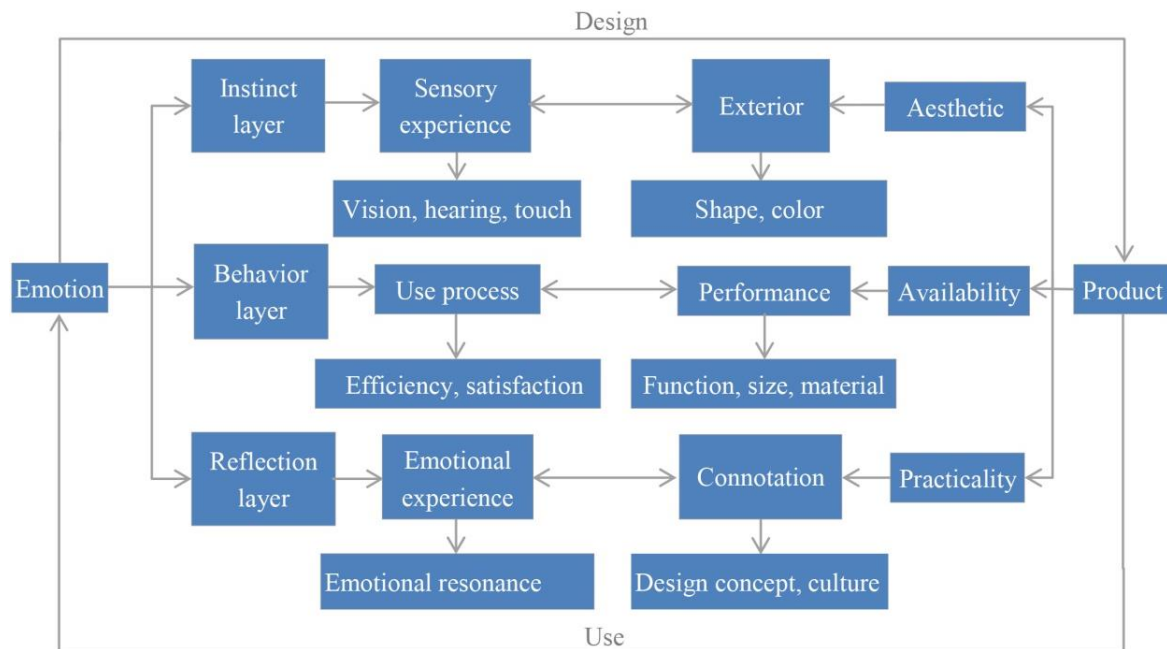 Design
Instinct
layer
Sensory
experience
Exterior
Aesthetic
Vision, hearing, touch
Shape, color
Emotion
Behavior
layer
Use process
Performance
Availability
Product
Efficiency, satisfaction
Function, size, material
Reflection
layer
Emotional
experience
Connotation
Practicality
Emotional resonance
Design concept, culture
Use